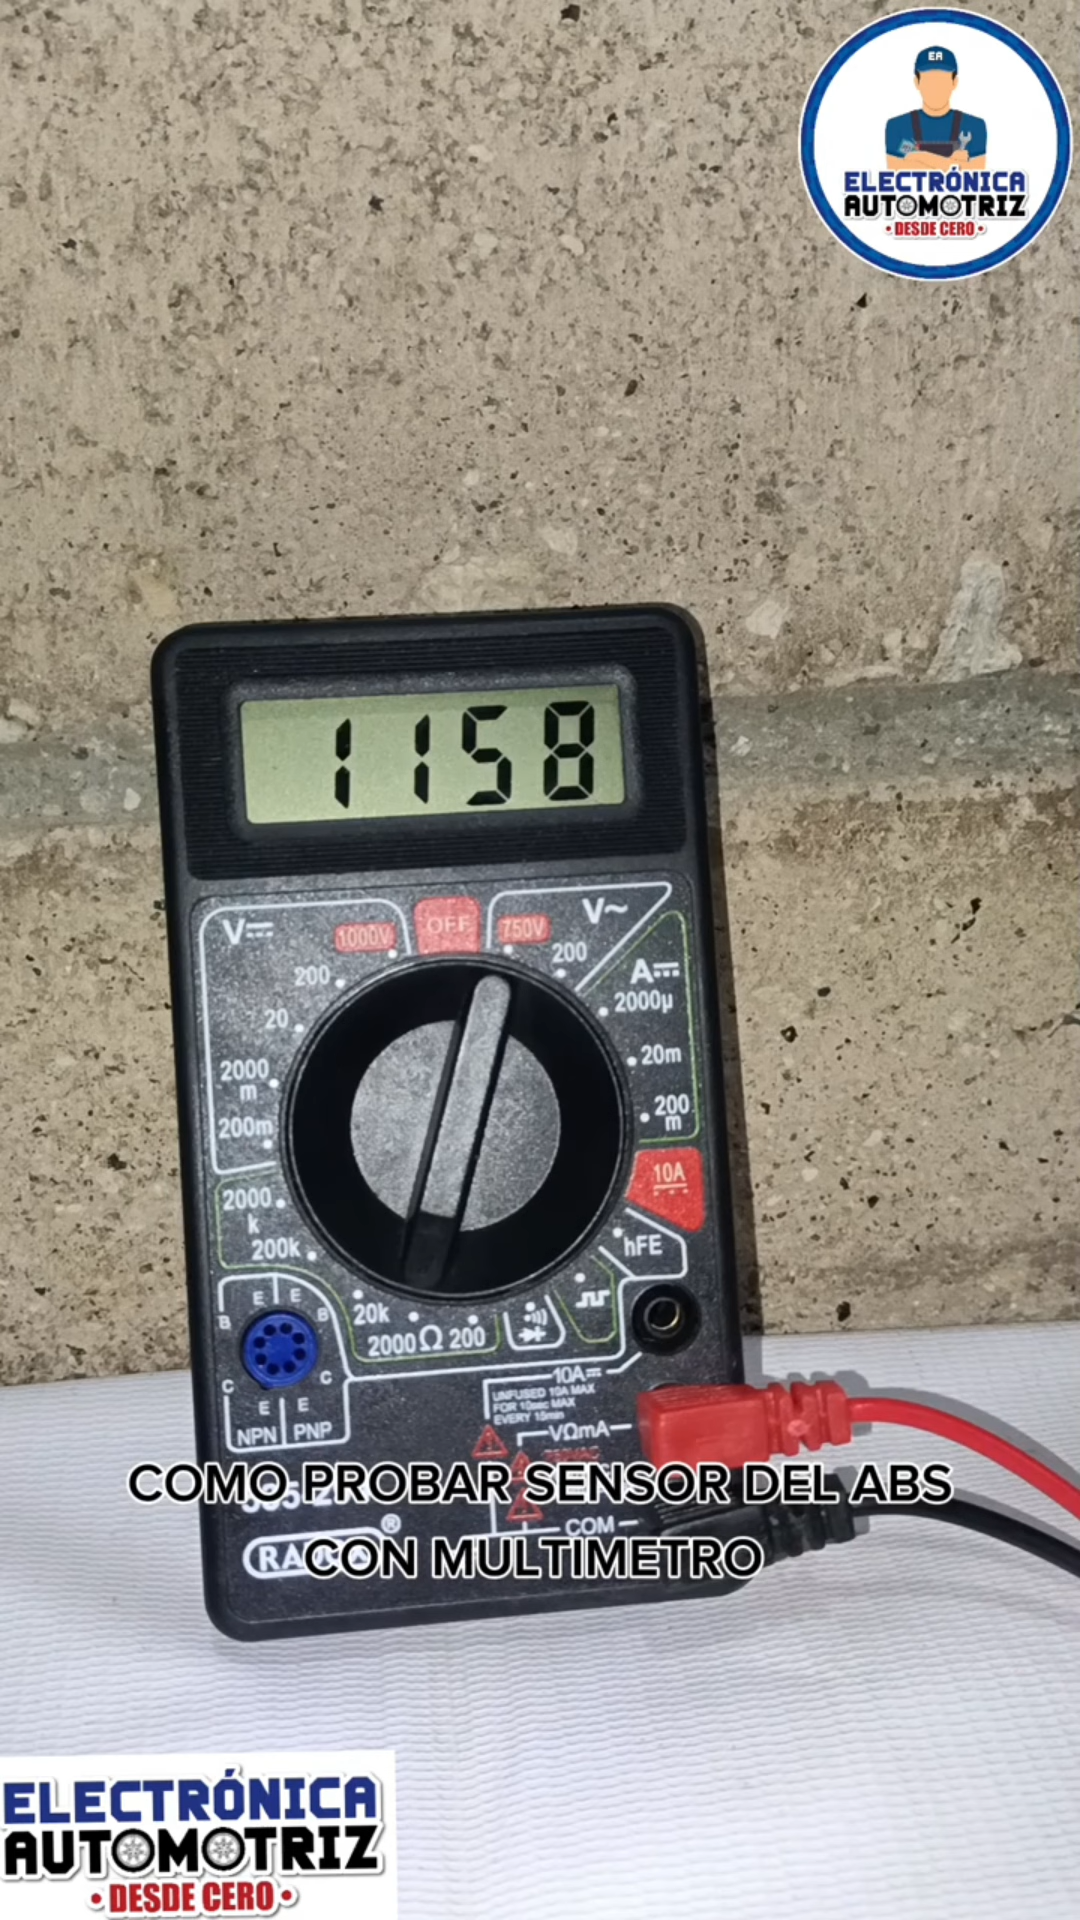 EA
ELECTRÓNICA
AUTOMOTRIZ
• DESDE CERO •
1158
OFF
V
1000V
750V
V~
200
200
A
2000µ
20
20m
2000
m
200
m
200m
10A
2000
k
hFE
200k
20k
2000 Ω 200
E E
B B
C C
E E
NPN PNP
10A
UNFUSED 10A MAX
FOR 10sec MAX
EVERY 15min
VΩmA
COM
COMO PROBAR SENSOR DEL ABS
CON MULTIMETRO
ELECTRÓNICA
AUTOMOTRIZ
• DESDE CERO •